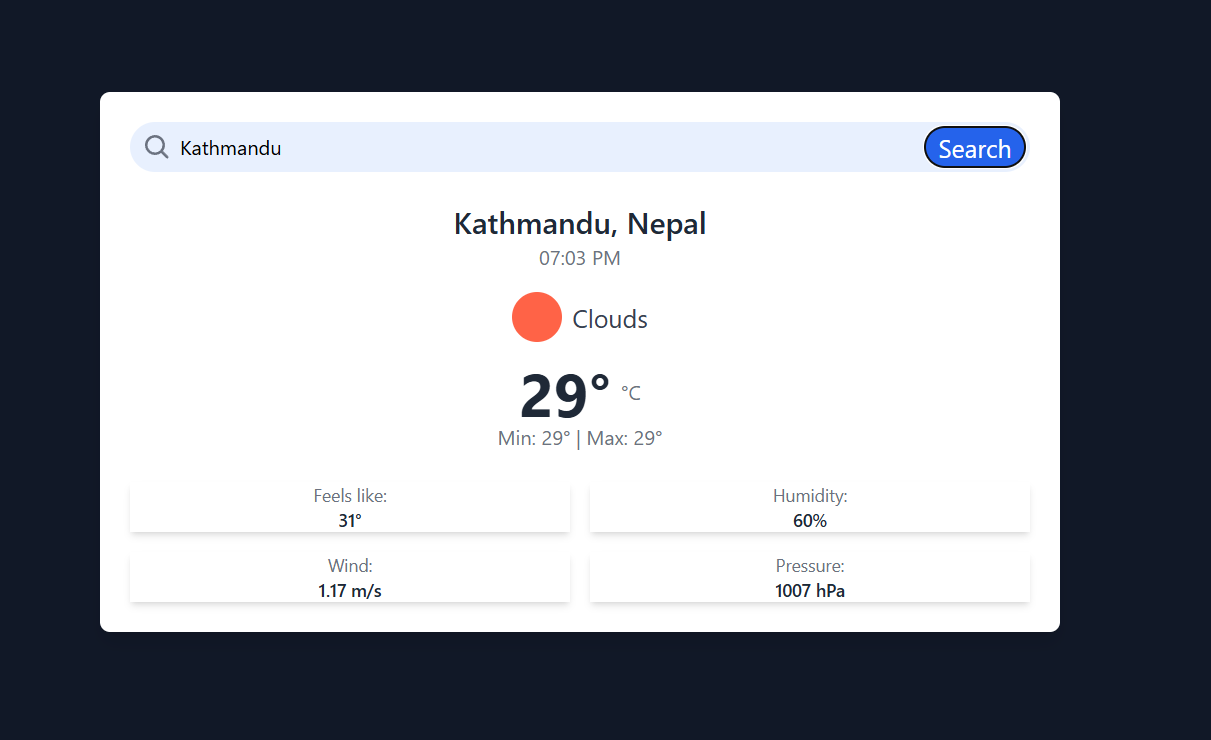 Kathmandu
Search
Kathmandu, Nepal
07:03 PM
Clouds
29° °C
Min: 29° | Max: 29°
Feels like:
31°
Humidity:
60%
Wind:
1.17 m/s
Pressure:
1007 hPa